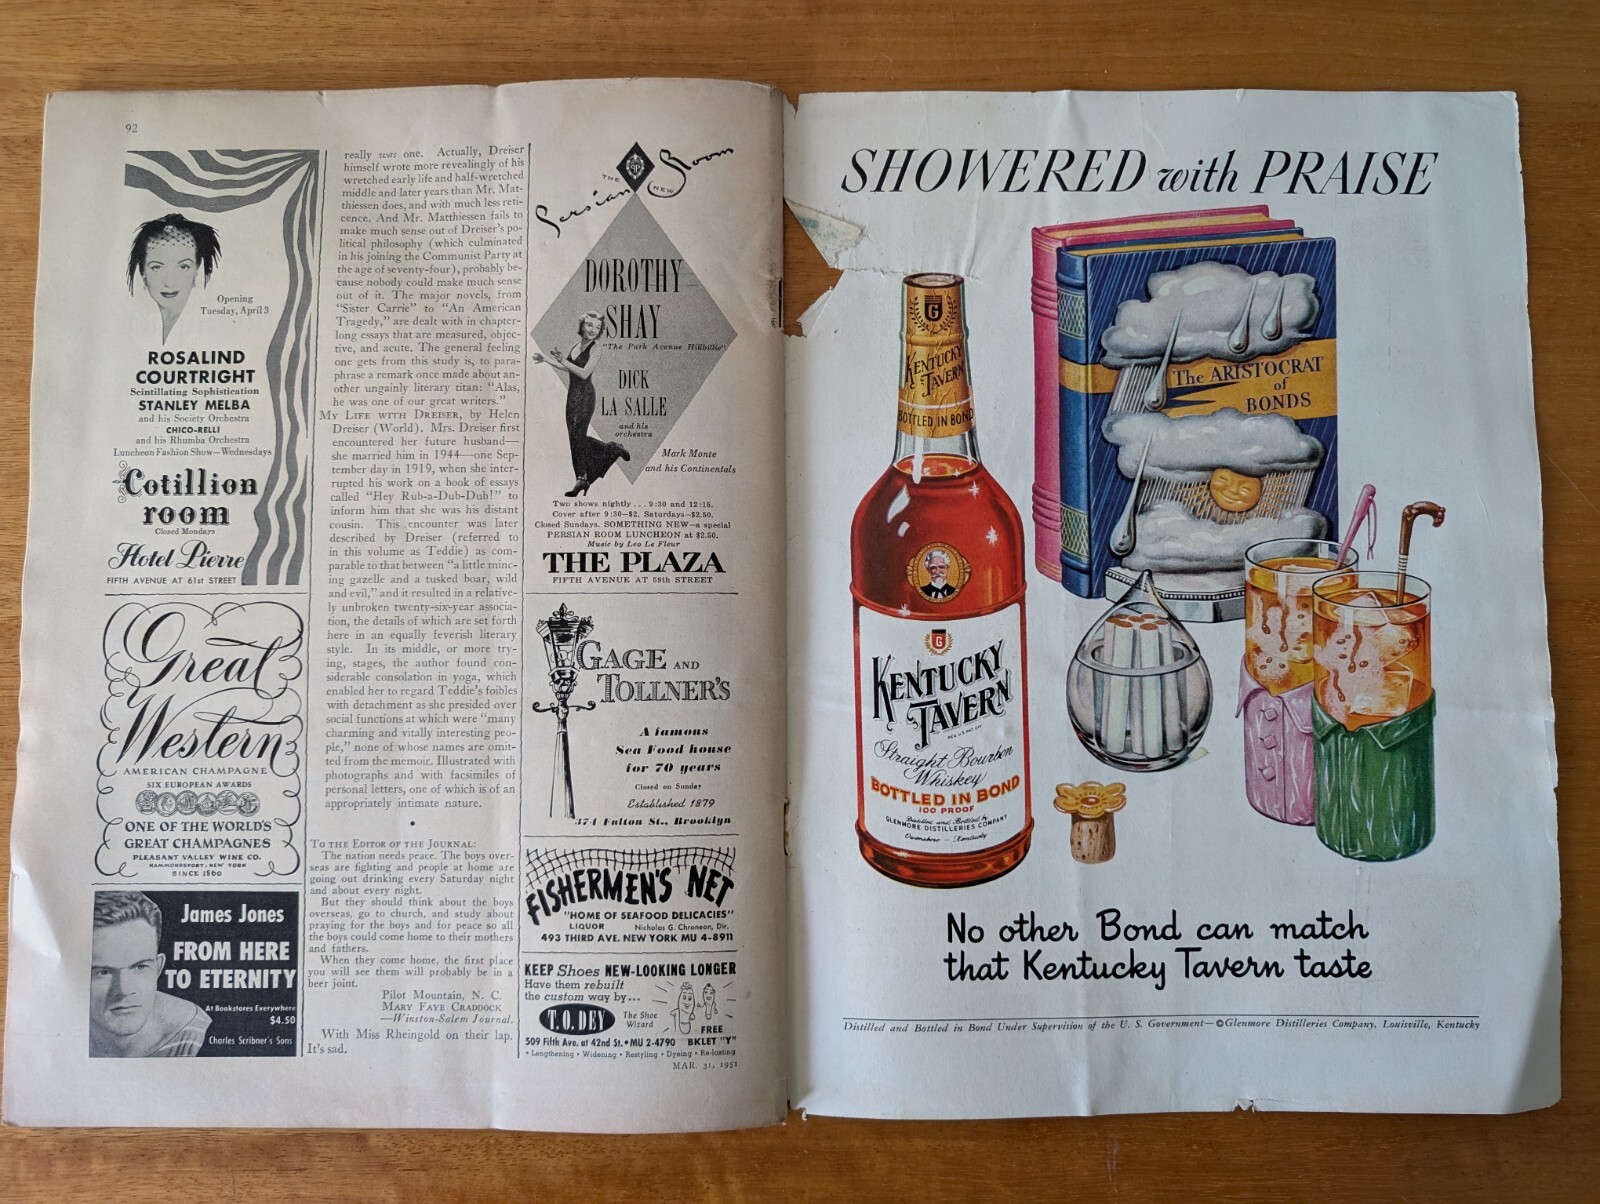 92
Opening
Tuesday, April 3
ROSALIND
COURTRIGHT
Scintillating Sophistication
STANLEY MELBA
and his Society Orchestra
CHICO-RELLI
and his Rhumba Orchestra
Luncheon Fashion Show—Wednesdays
Cotillion
room
Closed Mondays
Hotel Pierre
FIFTH AVENUE AT 61st STREET
Great
Western
AMERICAN CHAMPAGNE
SIX EUROPEAN AWARDS
ONE OF THE WORLD'S
GREAT CHAMPAGNES
PLEASANT VALLEY WINE CO.
HAMMONDSPORT, NEW YORK
SINCE 1860
James Jones
FROM HERE
TO ETERNITY
At Bookstores Everywhere
$4.50
Charles Scribner's Sons
really was one. Actually, Dreiser
himself wrote more revealingly of his
wretched early life and half-wretched
middle and later years than Mr. Mat-
thiessen does, and with much less reti-
cence. And Mr. Matthiessen fails to
make much sense out of Dreiser's po-
litical philosophy (which culminated
in his joining the Communist Party at
the age of seventy-four), probably be-
cause nobody could make much sense
out of it. The major novels, from
"Sister Carrie" to "An American
Tragedy," are dealt with in chapter-
long essays that are measured, objec-
tive, and acute. The general feeling
one gets from this study is, to para-
phrase a remark once made about an-
other ungainly literary titan: "Alas,
he was one of our great writers."
MY LIFE WITH DREISER, by Helen
Dreiser (World). Mrs. Dreiser first
encountered her future husband—
she married him in 1944—one Sep-
tember day in 1919, when she inter-
rupted his work on a book of essays
called "Hey Rub-a-Dub-Dub!" to
inform him that she was his distant
cousin. This encounter was later
described by Dreiser (referred to
in this volume as Teddie) as com-
parable to that between "a little minc-
ing gazelle and a tusked boar, wild
and evil," and it resulted in a relative-
ly unbroken twenty-six-year associa-
tion, the details of which are set forth
here in an equally feverish literary
style. In its middle, or more try-
ing, stages, the author found con-
siderable consolation in yoga, which
enabled her to regard Teddie's foibles
with detachment as she presided over
social functions at which were "many
charming and vitally interesting peo-
ple," none of whose names are omit-
ted from the memoir. Illustrated with
photographs and with facsimiles of
personal letters, one of which is of an
appropriately intimate nature.
•
TO THE EDITOR OF THE JOURNAL:
The nation needs peace. The boys over-
seas are fighting and people at home are
going out drinking every Saturday night
and about every night.
But they should think about the boys
overseas, go to church, and study about
praying for the boys and for peace so all
the boys could come home to their mothers
and fathers.
When they come home, the first place
you will see them will probably be in a
beer joint.
Pilot Mountain, N. C.
MARY FAYE CRADDOCK
—Winston-Salem Journal.
With Miss Rheingold on their lap.
It's sad.
THE NEW
Persian Room
DOROTHY
SHAY
"The Park Avenue Hillbillie"
DICK
LA SALLE
and his
orchestra
Mark Monte
and his Continentals
Two shows nightly . . . 9:30 and 12:15.
Cover after 9:30—$2. Saturdays—$2.50.
Closed Sundays. SOMETHING NEW—a special
PERSIAN ROOM LUNCHEON at $2.50.
Music by Leo Le Fleur
THE PLAZA
FIFTH AVENUE AT 59th STREET
GAGE AND
TOLLNER'S
A famous
Sea Food house
for 70 years
Closed on Sunday
Established 1879
374 Fulton St., Brooklyn
FISHERMEN'S NET
"HOME OF SEAFOOD DELICACIES"
LIQUOR Nicholas G. Chroneon, Dir.
493 THIRD AVE. NEW YORK MU 4-8911
KEEP Shoes NEW-LOOKING LONGER
Have them rebuilt
the custom way by...
T. O. DEY
The Shoe
Wizard
FREE
509 Fifth Ave. at 42nd St. • MU 2-4790 BKLET "Y"
• Lengthening • Widening • Restyling • Dyeing • Re-lasting
MAR. 31, 1951
SHOWERED with PRAISE
The ARISTOCRAT
of
BONDS
G
KENTUCKY
TAVERN
BOTTLED IN BOND
G
KENTUCKY
TAVERN
REG. U.S. PAT. OFF.
Straight Bourbon
Whiskey
BOTTLED IN BOND
100 PROOF
Distilled and Bottled by
GLENMORE DISTILLERIES COMPANY
Owensboro — Kentucky
No other Bond can match
that Kentucky Tavern taste
Distilled and Bottled in Bond Under Supervision of the U. S. Government—©Glenmore Distilleries Company, Louisville, Kentucky